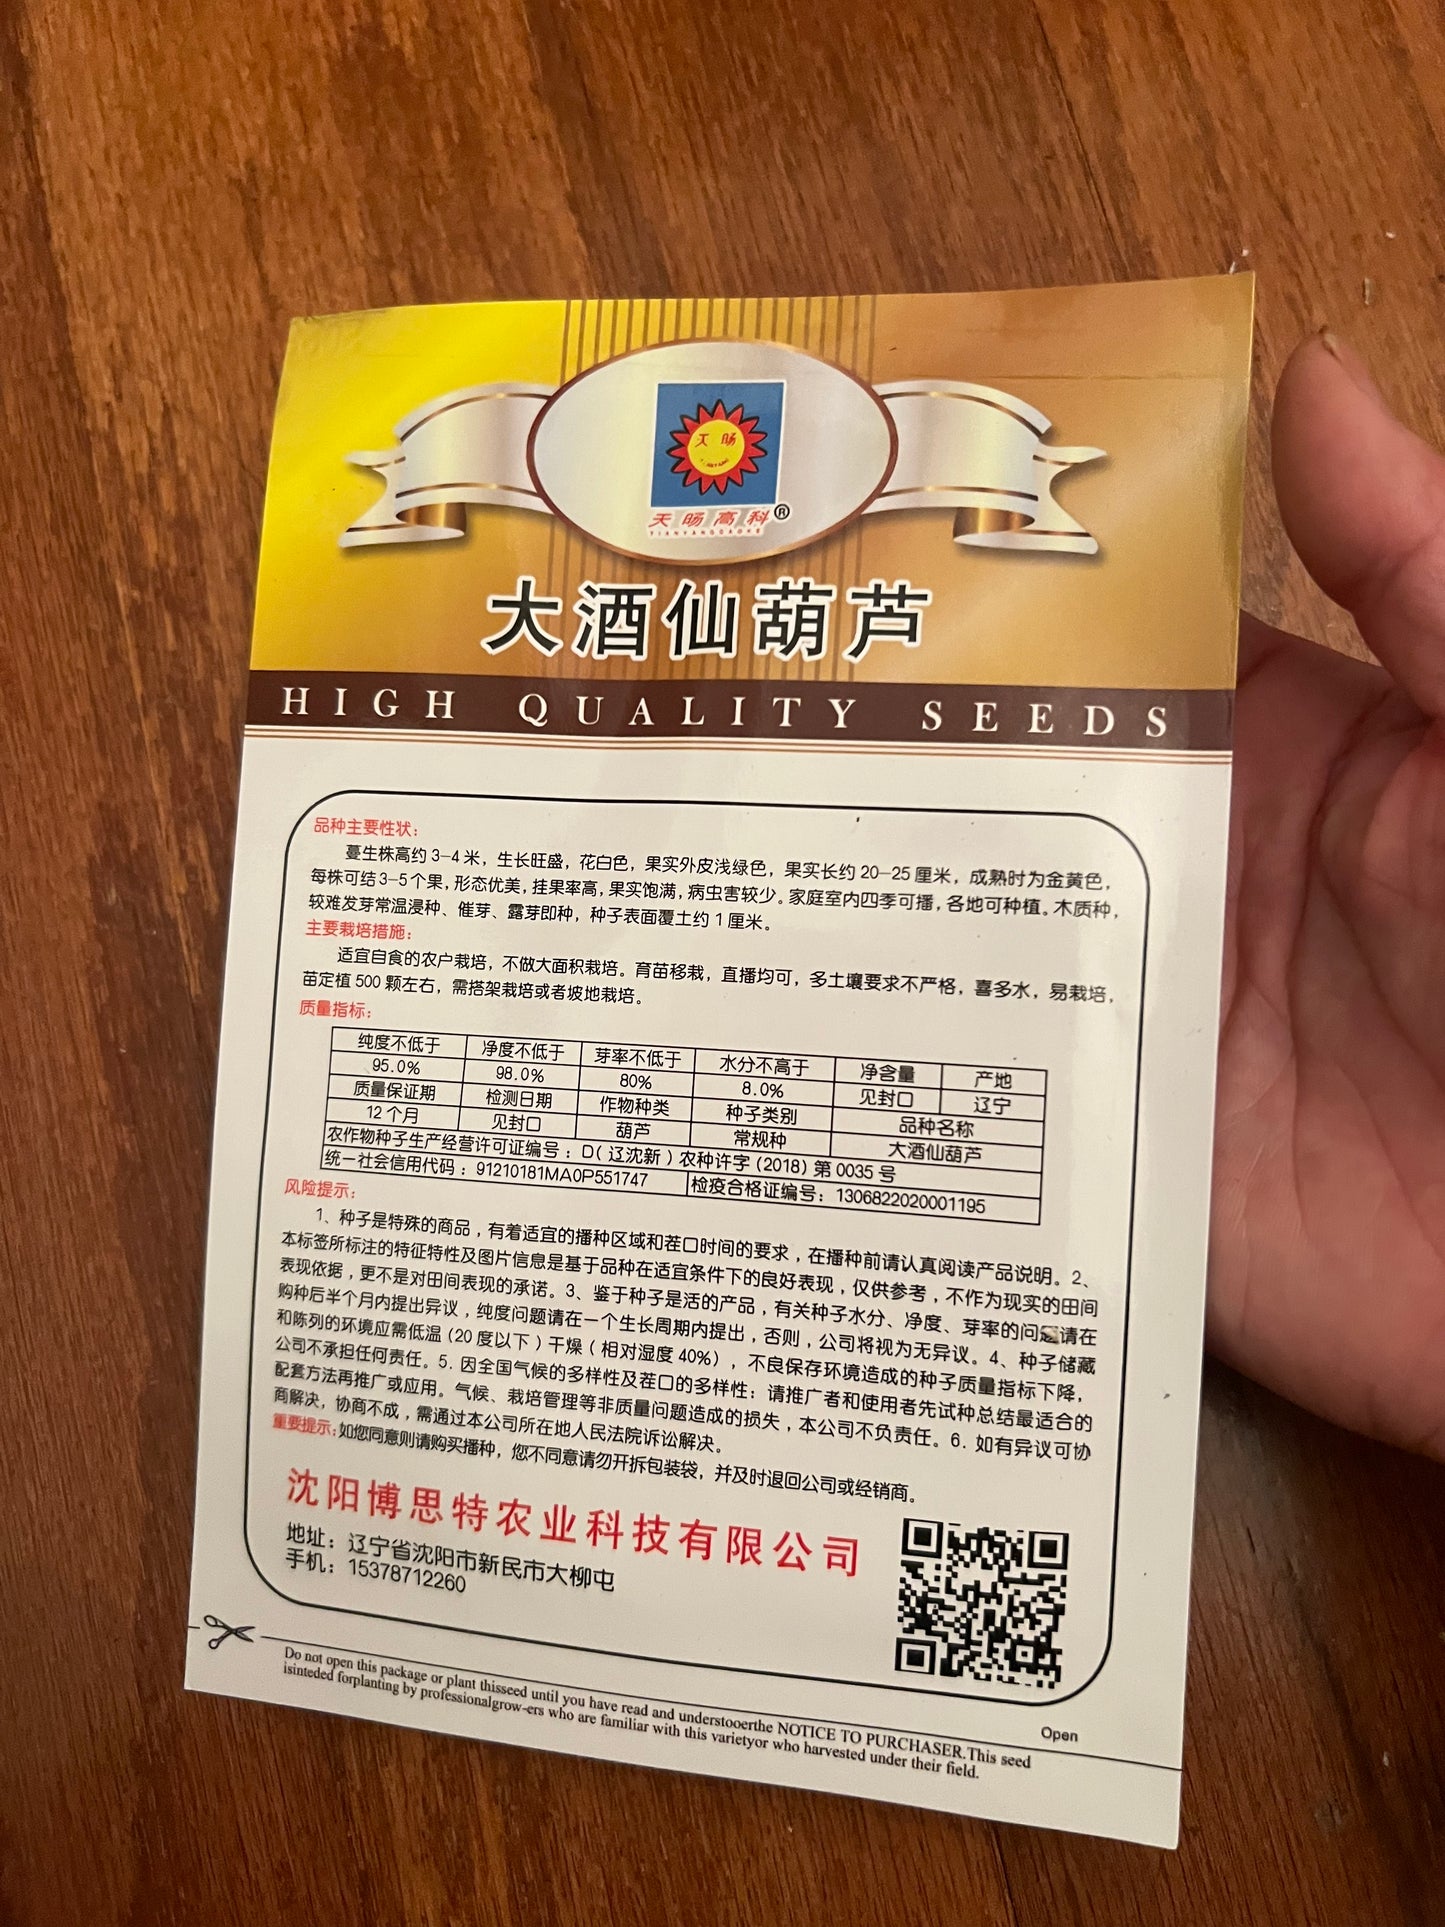 天旸
天旸高科®
TIANYANGGAOKE
大酒仙葫芦
HIGH QUALITY SEEDS
品种主要性状：
蔓生株高约 3-4 米，生长旺盛，花白色，果实外皮浅绿色，果实长约 20-25 厘米，成熟时为金黄色，
每株可结 3-5 个果，形态优美，挂果率高，果实饱满，病虫害较少。家庭室内四季可播，各地可种植。木质种，
较难发芽常温浸种、催芽、露芽即种，种子表面覆土约 1 厘米。
主要栽培措施：
适宜自食的农户栽培，不做大面积栽培。育苗移栽，直播均可，多土壤要求不严格，喜多水，易栽培，
苗定植 500 颗左右，需搭架栽培或者坡地栽培。
质量指标：
纯度不低于 净度不低于 芽率不低于 水分不高于 净含量 产地
95.0% 98.0% 80% 8.0% 见封口 辽宁
质量保证期 检测日期 作物种类 种子类别 品种名称
12 个月 见封口 葫芦 常规种 大酒仙葫芦
农作物种子生产经营许可证编号：D（辽沈新）农种许字 (2018) 第 0035 号
统一社会信用代码：91210181MA0P551747 检疫合格证编号：1306822020001195
风险提示：
1、种子是特殊的商品，有着适宜的播种区域和茬口时间的要求，在播种前请认真阅读产品说明。2、
本标签所标注的特征特性及图片信息是基于品种在适宜条件下的良好表现，仅供参考，不作为现实的田间
表现依据，更不是对田间表现的承诺。3、鉴于种子是活的产品，有关种子水分、净度、芽率的问题请在
购种后半个月内提出异议，纯度问题请在一个生长周期内提出，否则，公司将视为无异议。4、种子储藏
和陈列的环境应需低温（20 度以下）干燥（相对湿度 40%），不良保存环境造成的种子质量指标下降，
公司不承担任何责任。5. 因全国气候的多样性及茬口的多样性；请推广者和使用者先试种总结最适合的
配套方法再推广或应用。气候、栽培管理等非质量问题造成的损失，本公司不负责任。6. 如有异议可协
商解决，协商不成，需通过本公司所在地人民法院诉讼解决。
重要提示：如您同意则请购买播种，您不同意请勿开拆包装袋，并及时退回公司或经销商。
沈阳博思特农业科技有限公司
地址：辽宁省沈阳市新民市大柳屯
手机：15378712260
Do not open this package or plant thisseed until you have read and understooerthe NOTICE TO PURCHASER.This seed
isinteded forplanting by professionalgrow-ers who are familiar with this varietyor who harvested under their field.
Open